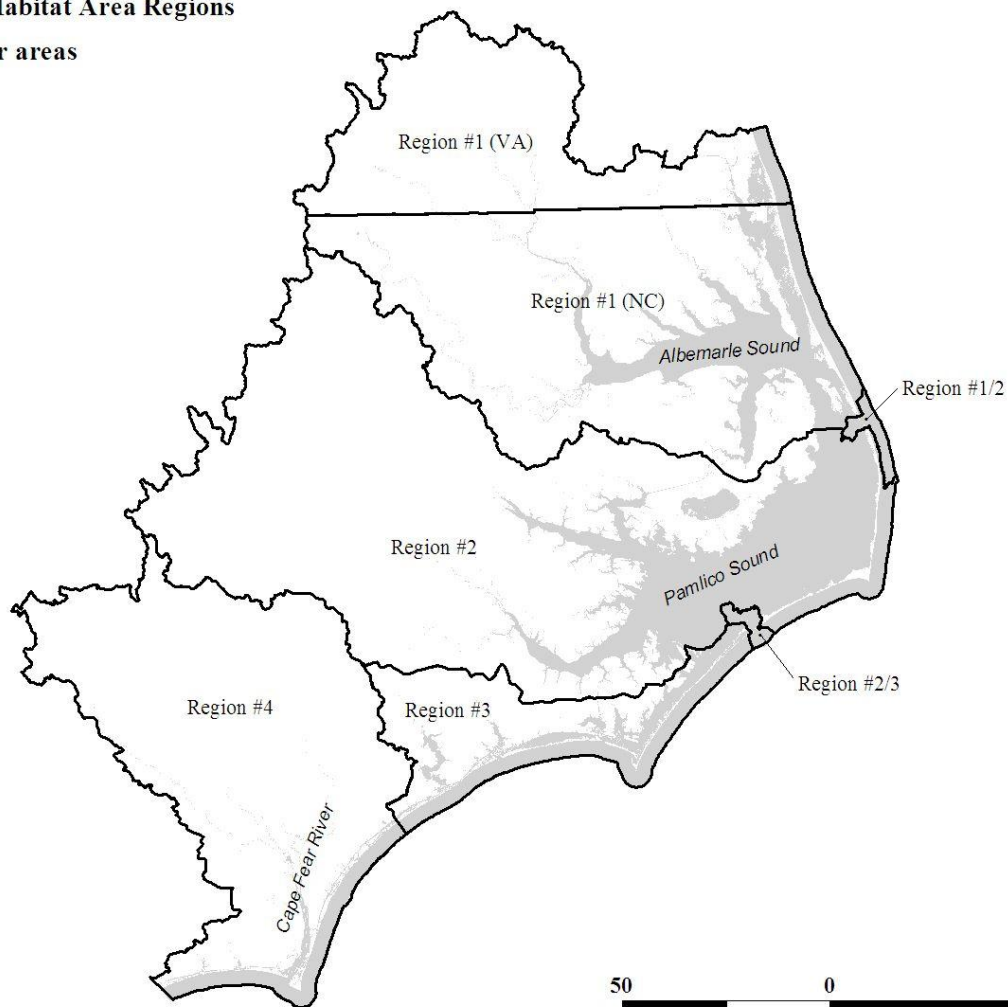 Habitat Area Regions
r areas
Region #1 (VA)
Region #1 (NC)
Albemarle Sound
Region #1/2
Region #2
Pamlico Sound
Region #2/3
Region #4
Region #3
Cape Fear River
50
0